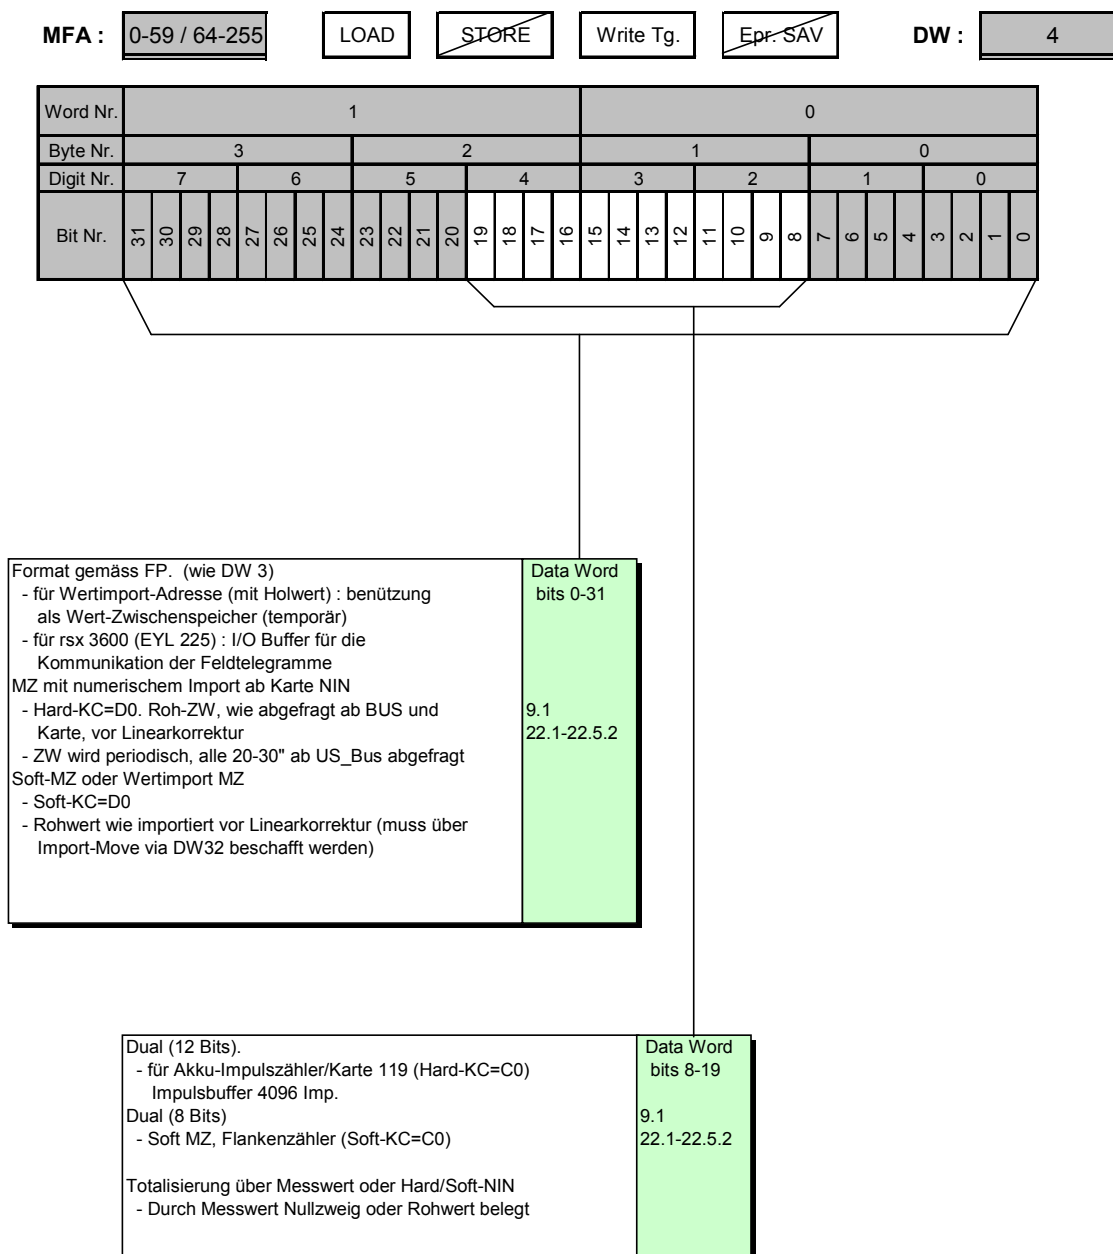 MFA : 0-59 / 64-255 LOAD STORE Write Tg. Epr. SAV DW : 4
Word Nr. 1 0
Byte Nr. 3 2 1 0
Digit Nr. 7 6 5 4 3 2 1 0
Bit Nr. 31 30 29 28 27 26 25 24 23 22 21 20 19 18 17 16 15 14 13 12 11 10 9 8 7 6 5 4 3 2 1 0
Format gemäss FP. (wie DW 3) Data Word
- für Wertimport-Adresse (mit Holwert) : benützung bits 0-31
als Wert-Zwischenspeicher (temporär)
- für rsx 3600 (EYL 225) : I/O Buffer für die
Kommunikation der Feldtelegramme
MZ mit numerischem Import ab Karte NIN
- Hard-KC=D0. Roh-ZW, wie abgefragt ab BUS und 9.1
Karte, vor Linearkorrektur 22.1-22.5.2
- ZW wird periodisch, alle 20-30" ab US_Bus abgefragt
Soft-MZ oder Wertimport MZ
- Soft-KC=D0
- Rohwert wie importiert vor Linearkorrektur (muss über
Import-Move via DW32 beschafft werden)
Dual (12 Bits). Data Word
- für Akku-Impulszähler/Karte 119 (Hard-KC=C0) bits 8-19
Impulsbuffer 4096 Imp.
Dual (8 Bits) 9.1
- Soft MZ, Flankenzähler (Soft-KC=C0) 22.1-22.5.2
Totalisierung über Messwert oder Hard/Soft-NIN
- Durch Messwert Nullzweig oder Rohwert belegt